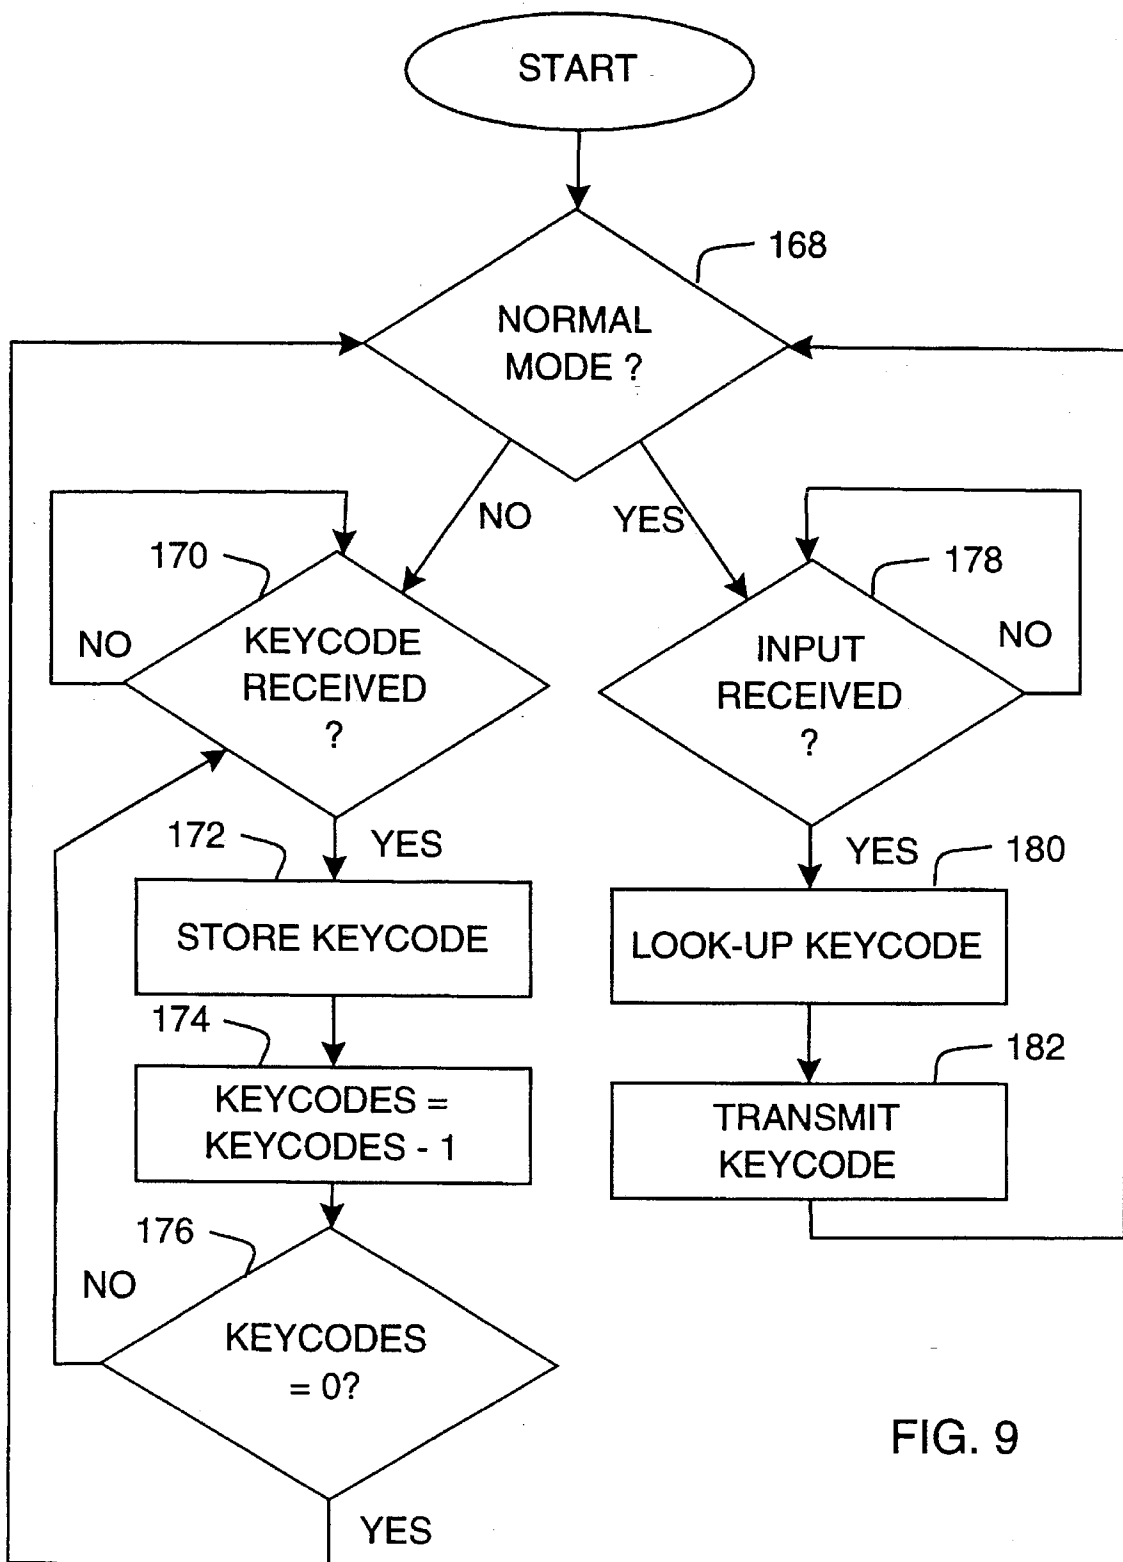 START
168
NORMAL
MODE ?
NO
YES
170
178
NO
KEYCODE
RECEIVED
?
INPUT
RECEIVED
?
NO
172
YES
YES
180
STORE KEYCODE
LOOK-UP KEYCODE
174
182
KEYCODES =
KEYCODES - 1
TRANSMIT
KEYCODE
176
NO
KEYCODES
= 0?
YES
FIG. 9